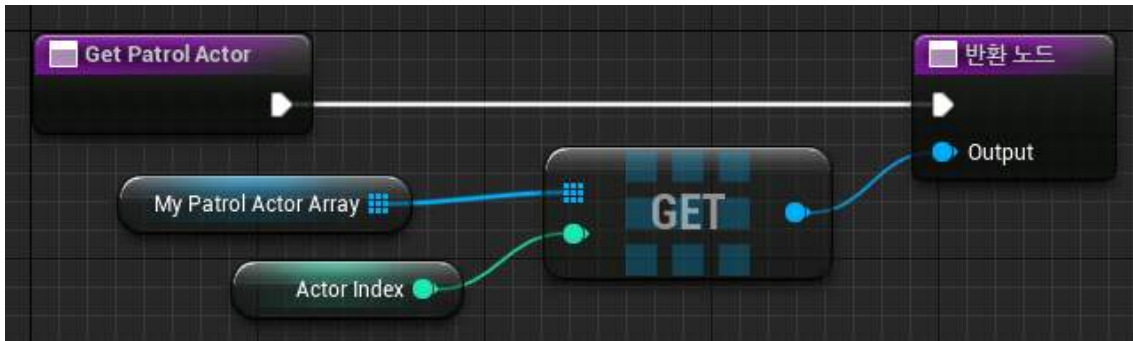 Get Patrol Actor
반환 노드
Output
My Patrol Actor Array
GET
Actor Index